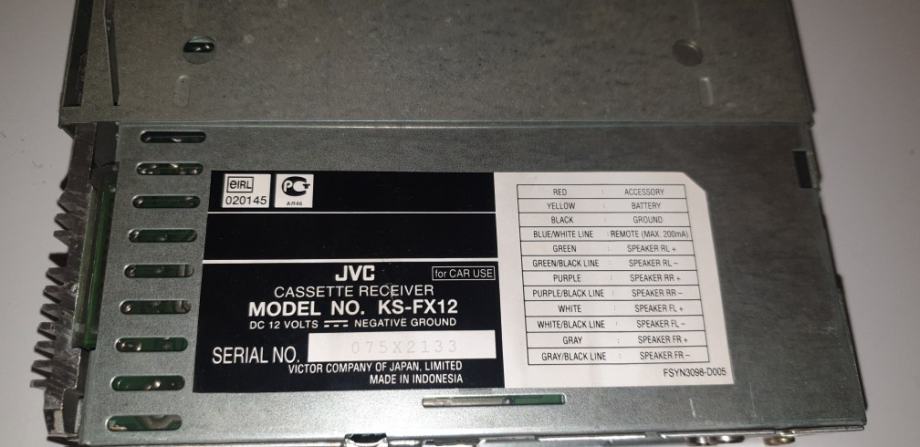 eIRL
020145
PG
AЯ46
JVC
for CAR USE
CASSETTE RECEIVER
MODEL NO. KS-FX12
DC 12 VOLTS NEGATIVE GROUND
SERIAL NO. 075X2133
VICTOR COMPANY OF JAPAN, LIMITED
MADE IN INDONESIA
RED : ACCESSORY
YELLOW : BATTERY
BLACK : GROUND
BLUE/WHITE LINE : REMOTE (MAX. 200mA)
GREEN : SPEAKER RL +
GREEN/BLACK LINE : SPEAKER RL −
PURPLE : SPEAKER RR +
PURPLE/BLACK LINE : SPEAKER RR −
WHITE : SPEAKER FL +
WHITE/BLACK LINE : SPEAKER FL −
GRAY : SPEAKER FR +
GRAY/BLACK LINE : SPEAKER FR −
FSYN3098-D005